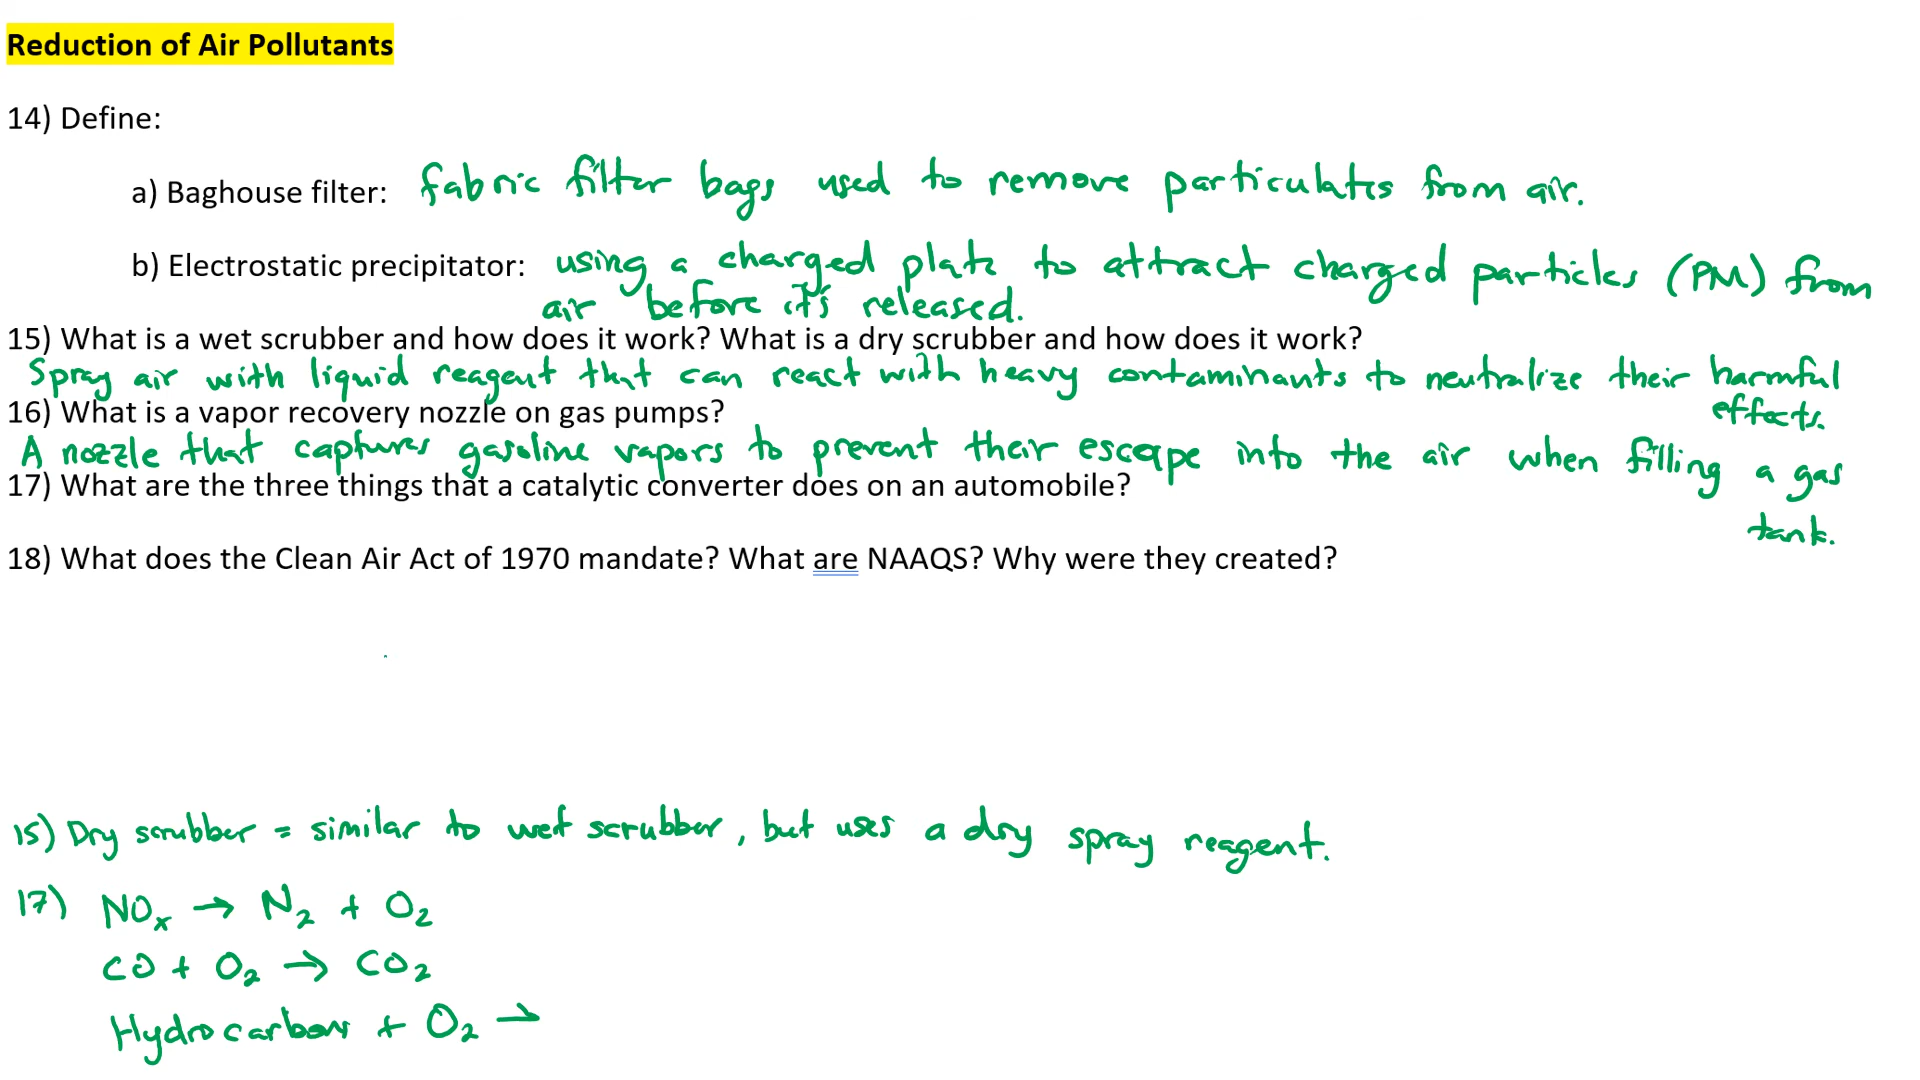 Reduction of Air Pollutants
14) Define:
a) Baghouse filter: fabric filter bags used to remove particulates from air.
b) Electrostatic precipitator: using a charged plate to attract charged particles (PM) from
air before it's released.
15) What is a wet scrubber and how does it work? What is a dry scrubber and how does it work?
Spray air with liquid reagent that can react with heavy contaminants to neutralize their harmful
effects.
16) What is a vapor recovery nozzle on gas pumps?
A nozzle that captures gasoline vapors to prevent their escape into the air when filling a gas
tank.
17) What are the three things that a catalytic converter does on an automobile?
18) What does the Clean Air Act of 1970 mandate? What are NAAQS? Why were they created?
15) Dry scrubber = similar to wet scrubber, but uses a dry spray reagent.
17) NOx → N2 + O2
CO + O2 → CO2
Hydrocarbons + O2 →